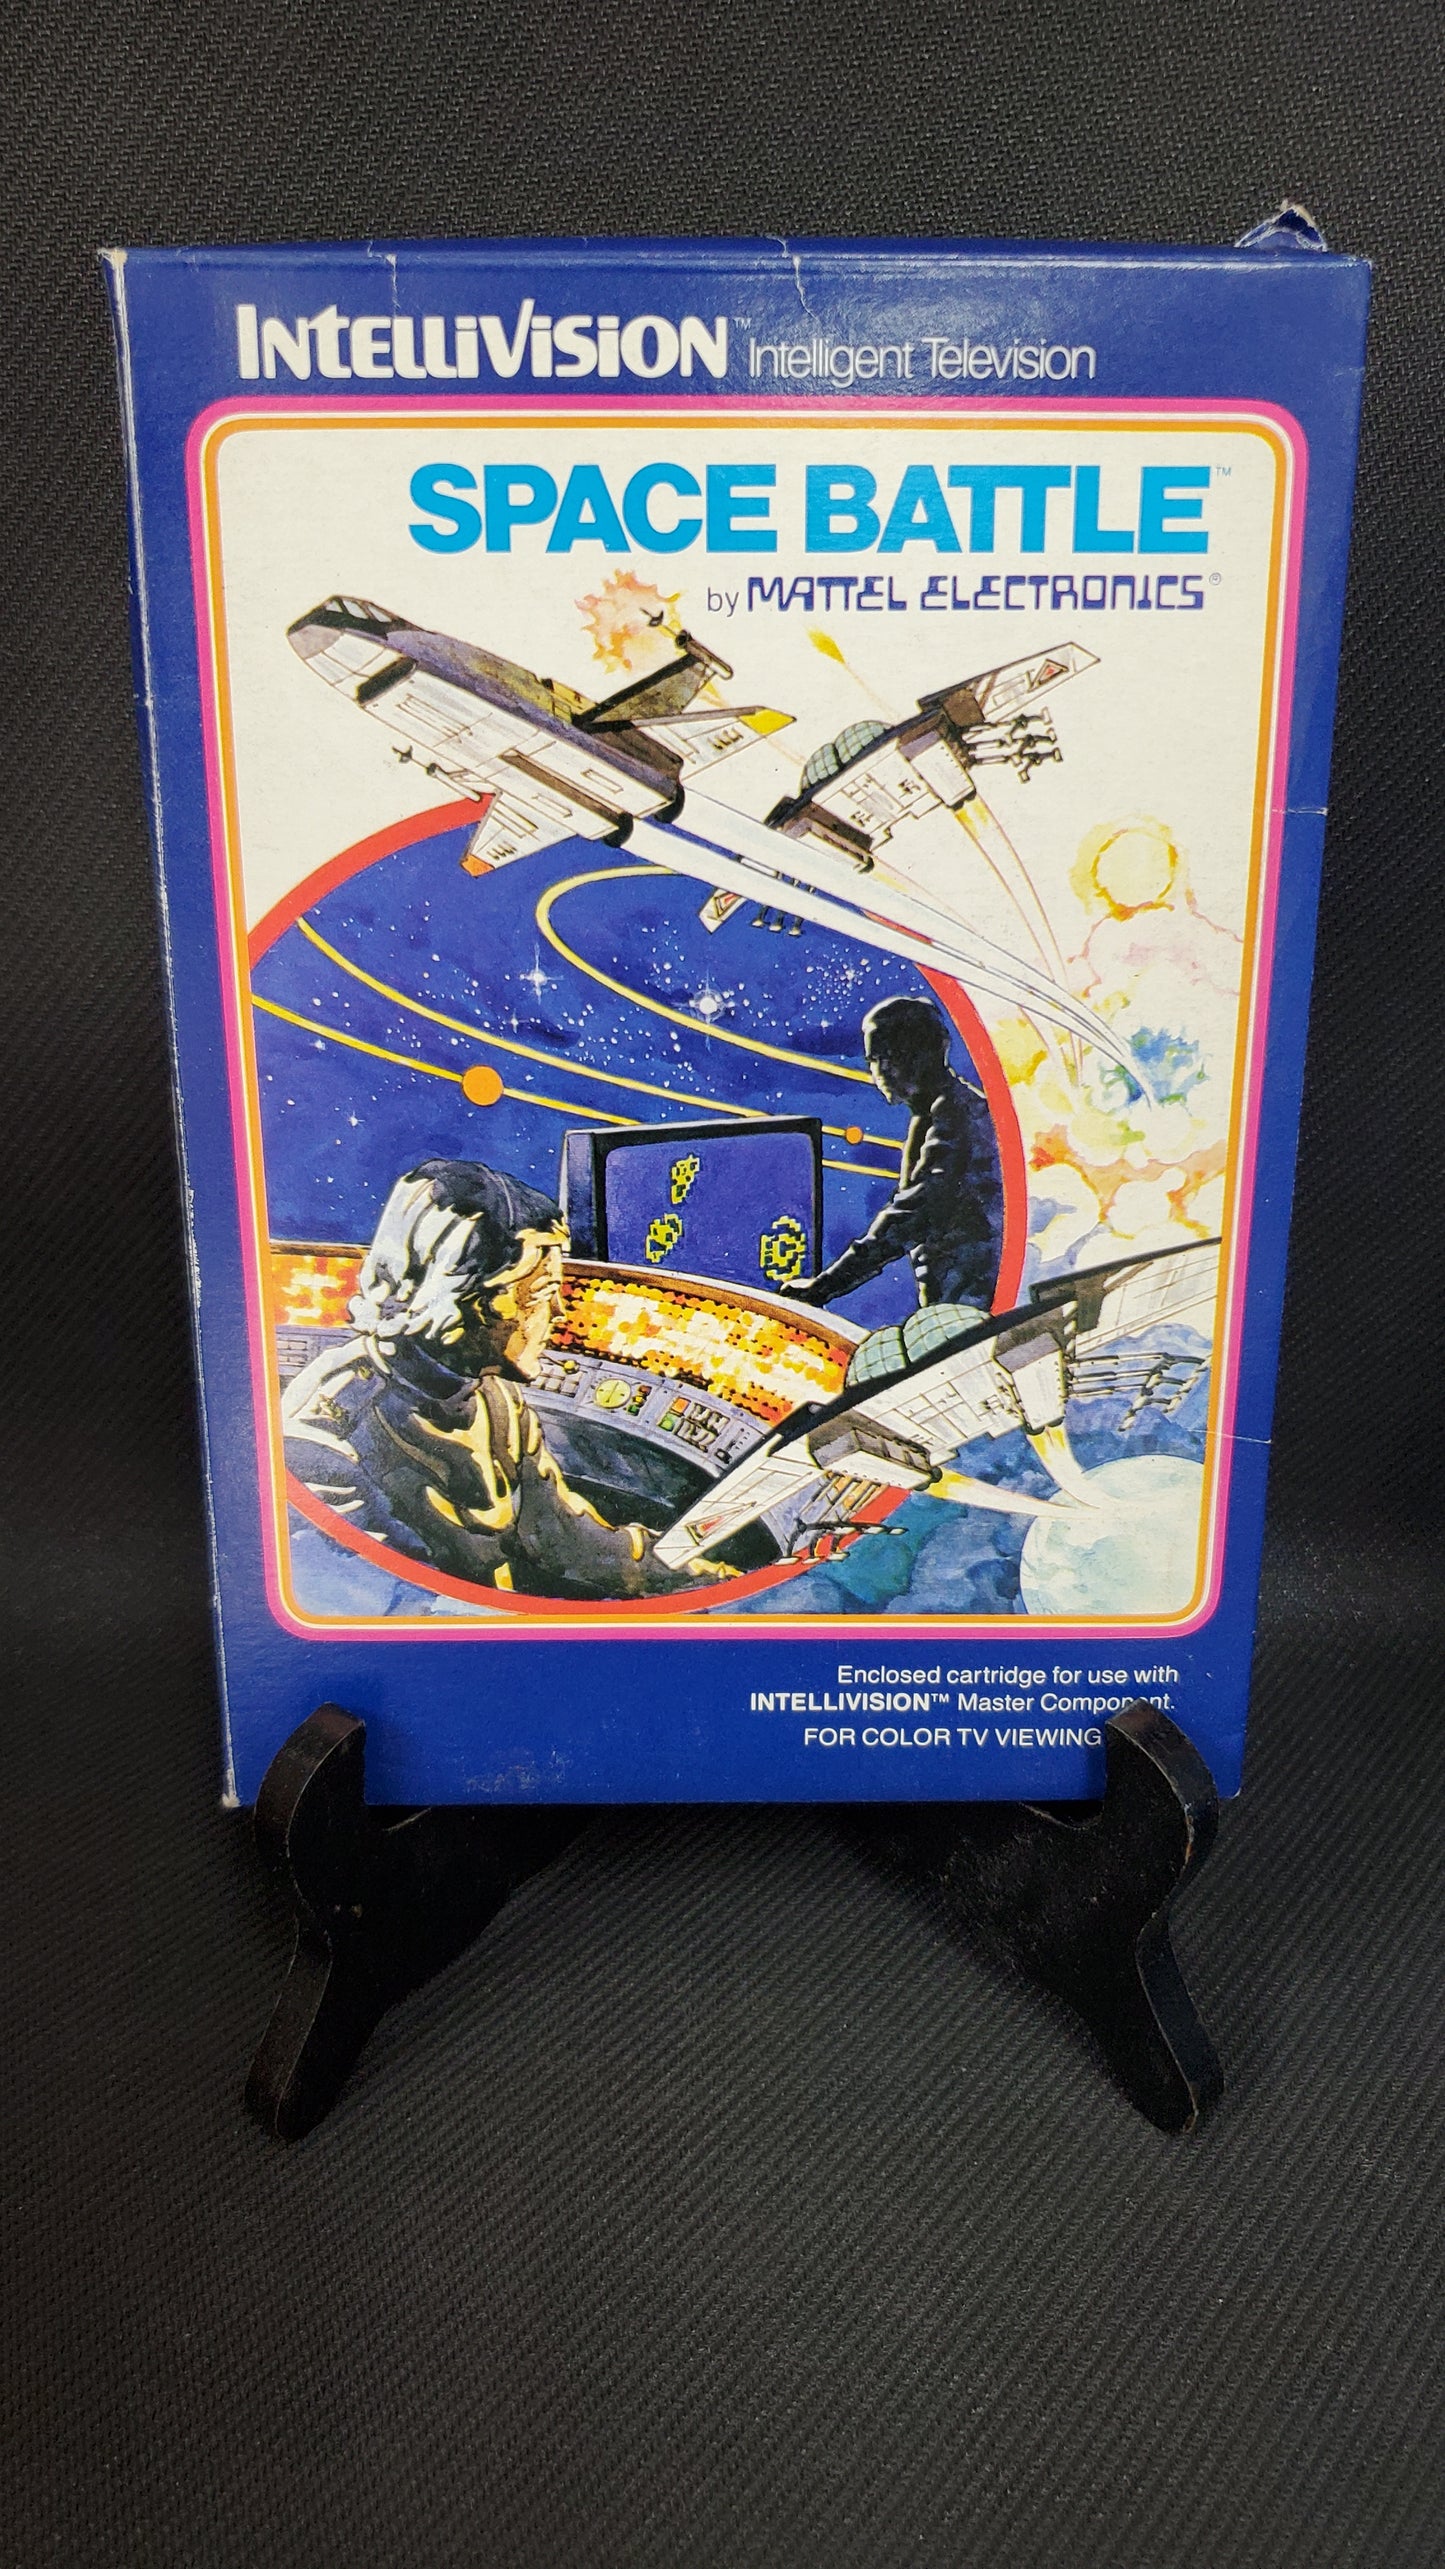 INTELLIVISION™ Intelligent Television
SPACE BATTLE™
by MATTEL ELECTRONICS®
Enclosed cartridge for use with
INTELLIVISION™ Master Component.
FOR COLOR TV VIEWING